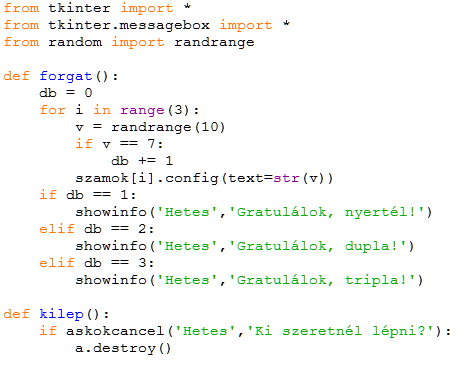 from tkinter import *
from tkinter.messagebox import *
from random import randrange

def forgat():
    db = 0
    for i in range(3):
        v = randrange(10)
        if v == 7:
            db += 1
        szamok[i].config(text=str(v))
    if db == 1:
        showinfo('Hetes','Gratulálok, nyertél!')
    elif db == 2:
        showinfo('Hetes','Gratulálok, dupla!')
    elif db == 3:
        showinfo('Hetes','Gratulálok, tripla!')

def kilep():
    if askokcancel('Hetes','Ki szeretnél lépni?'):
        a.destroy()